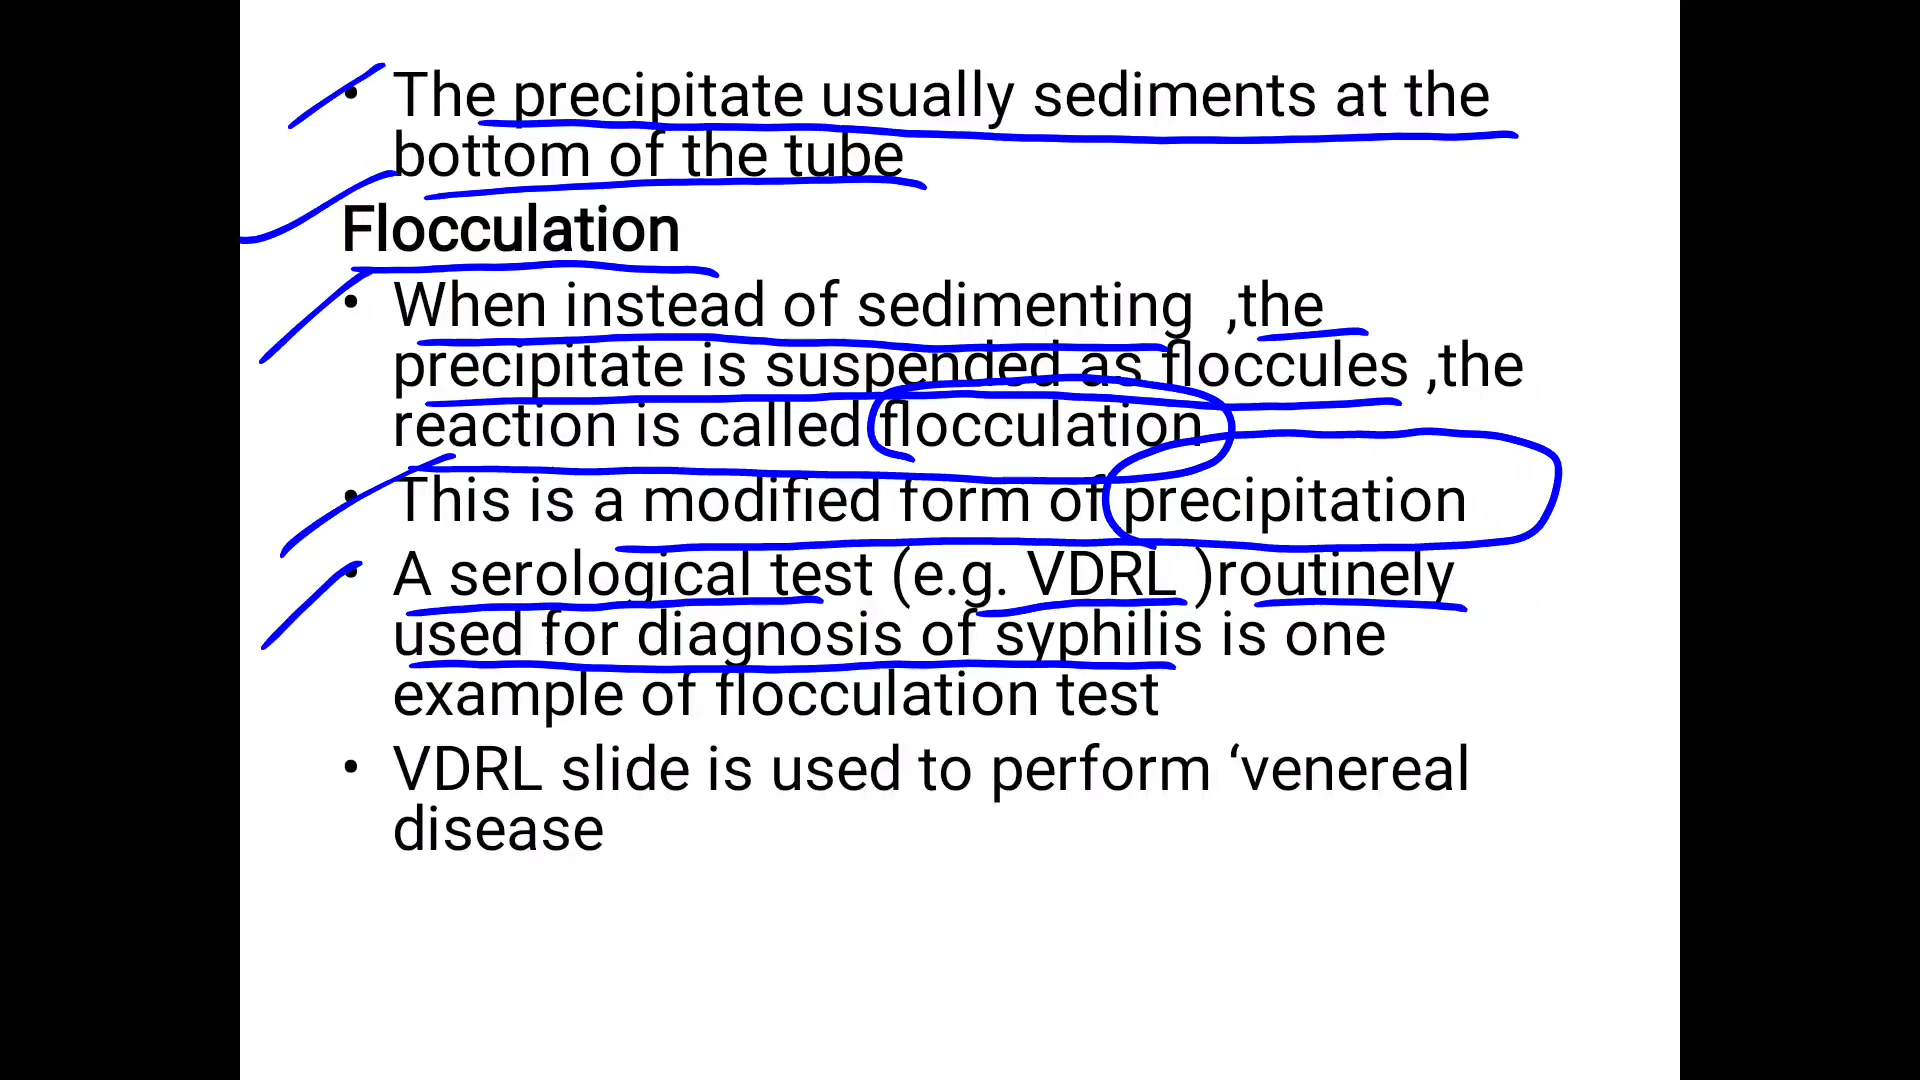 • The precipitate usually sediments at the
bottom of the tube
Flocculation
• When instead of sedimenting ,the
precipitate is suspended as floccules ,the
reaction is called flocculation
• This is a modified form of precipitation
• A serological test (e.g. VDRL )routinely
used for diagnosis of syphilis is one
example of flocculation test
• VDRL slide is used to perform ‘venereal
disease